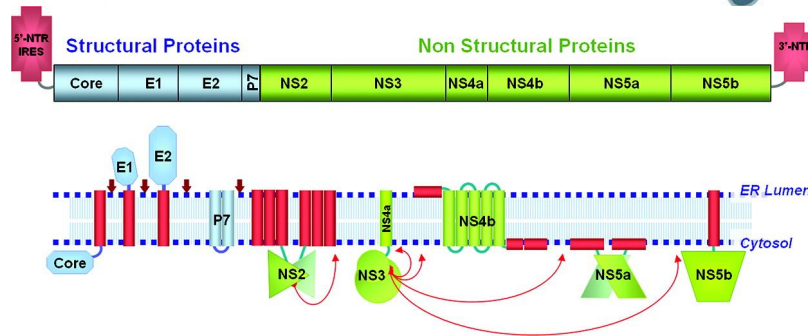 5'-NTR
IRES
Structural Proteins
Non Structural Proteins
3'-NTR
Core E1 E2 P7 NS2 NS3 NS4a NS4b NS5a NS5b
E1
E2
ER Lumen
P7
NS4a
NS4b
Cytosol
Core
NS2
NS3
NS5a
NS5b